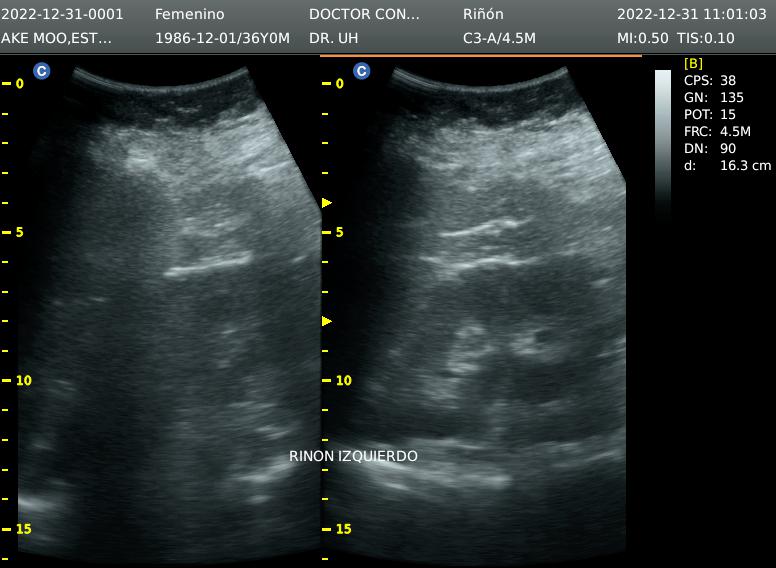 2022-12-31-0001 Femenino DOCTOR CON... Riñón 2022-12-31 11:01:03
AKE MOO,EST... 1986-12-01/36Y0M DR. UH C3-A/4.5M MI:0.50 TIS:0.10
C C
[B]
CPS: 38
GN: 135
POT: 15
FRC: 4.5M
DN: 90
d: 16.3 cm
0 0
5 5
10 10
RINON IZQUIERDO
15 15